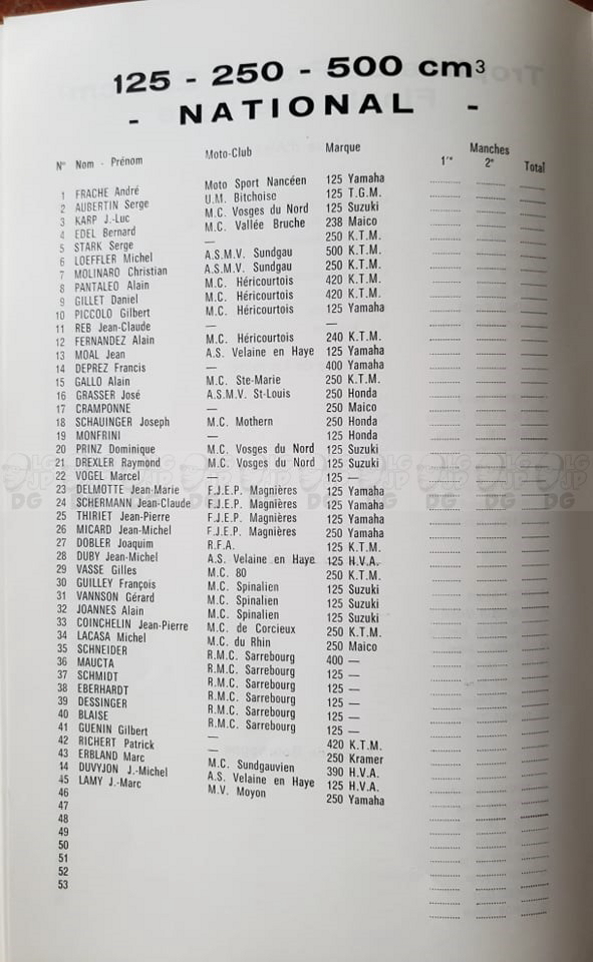 125 - 250 - 500 cm3
- NATIONAL -
N° Nom - Prénom Moto-Club Marque Manches
1re 2e Total
1 FRACHE André Moto Sport Nancéen 125 Yamaha
2 AUBERTIN Serge U.M. Bitchoise 125 T.G.M.
3 KARP J.-Luc M.C. Vosges du Nord 125 Suzuki
4 EDEL Bernard M.C. Vallée Bruche 238 Maico
5 STARK Serge — 250 K.T.M.
6 LOEFFLER Michel A.S.M.V. Sundgau 500 K.T.M.
7 MOLINARO Christian A.S.M.V. Sundgau 250 K.T.M.
8 PANTALEO Alain M.C. Héricourtois 420 K.T.M.
9 GILLET Daniel M.C. Héricourtois 420 K.T.M.
10 PICCOLO Gilbert M.C. Héricourtois 125 Yamaha
11 REB Jean-Claude — —
12 FERNANDEZ Alain M.C. Héricourtois 240 K.T.M.
13 MOAL Jean A.S. Velaine en Haye 125 Yamaha
14 DEPREZ Francis — 400 Yamaha
15 GALLO Alain M.C. Ste-Marie 250 K.T.M.
16 GRASSER José A.S.M.V. St-Louis 250 Honda
17 CRAMPONNE — 250 Maico
18 SCHAUINGER Joseph M.C. Mothern 250 Honda
19 MONFRINI — 125 Honda
20 PRINZ Dominique M.C. Vosges du Nord 125 Suzuki
21 DREXLER Raymond M.C. Vosges du Nord 125 Suzuki
22 VOGEL Marcel — 125 —
23 DELMOTTE Jean-Marie F.J.E.P. Magnières 125 Yamaha
24 SCHERMANN Jean-Claude F.J.E.P. Magnières 125 Yamaha
25 THIRIET Jean-Pierre F.J.E.P. Magnières 125 Yamaha
26 MICARD Jean-Michel F.J.E.P. Magnières 250 Yamaha
27 DOBLER Joaquim R.F.A. 125 K.T.M.
28 DUBY Jean-Michel A.S. Velaine en Haye 125 H.V.A.
29 VASSE Gilles M.C. 80 250 K.T.M.
30 GUILLEY François M.C. Spinalien 125 Suzuki
31 VANNSON Gérard M.C. Spinalien 125 Suzuki
32 JOANNES Alain M.C. Spinalien 125 Suzuki
33 COINCHELIN Jean-Pierre M.C. de Corcieux 250 K.T.M.
34 LACASA Michel M.C. du Rhin 250 Maico
35 SCHNEIDER R.M.C. Sarrebourg 400 —
36 MAUCTA R.M.C. Sarrebourg 125 —
37 SCHMIDT R.M.C. Sarrebourg 125 —
38 EBERHARDT R.M.C. Sarrebourg 125 —
39 DESSINGER R.M.C. Sarrebourg 125 —
40 BLAISE R.M.C. Sarrebourg 125 —
41 GUENIN Gilbert — 420 K.T.M.
42 RICHERT Patrick — 250 Kramer
43 ERBLAND Marc M.C. Sundgauvien 390 H.V.A.
14 DUVYJON J.-Michel A.S. Velaine en Haye 125 H.V.A.
45 LAMY J.-Marc M.V. Moyon 250 Yamaha
46
47
48
49
50
51
52
53